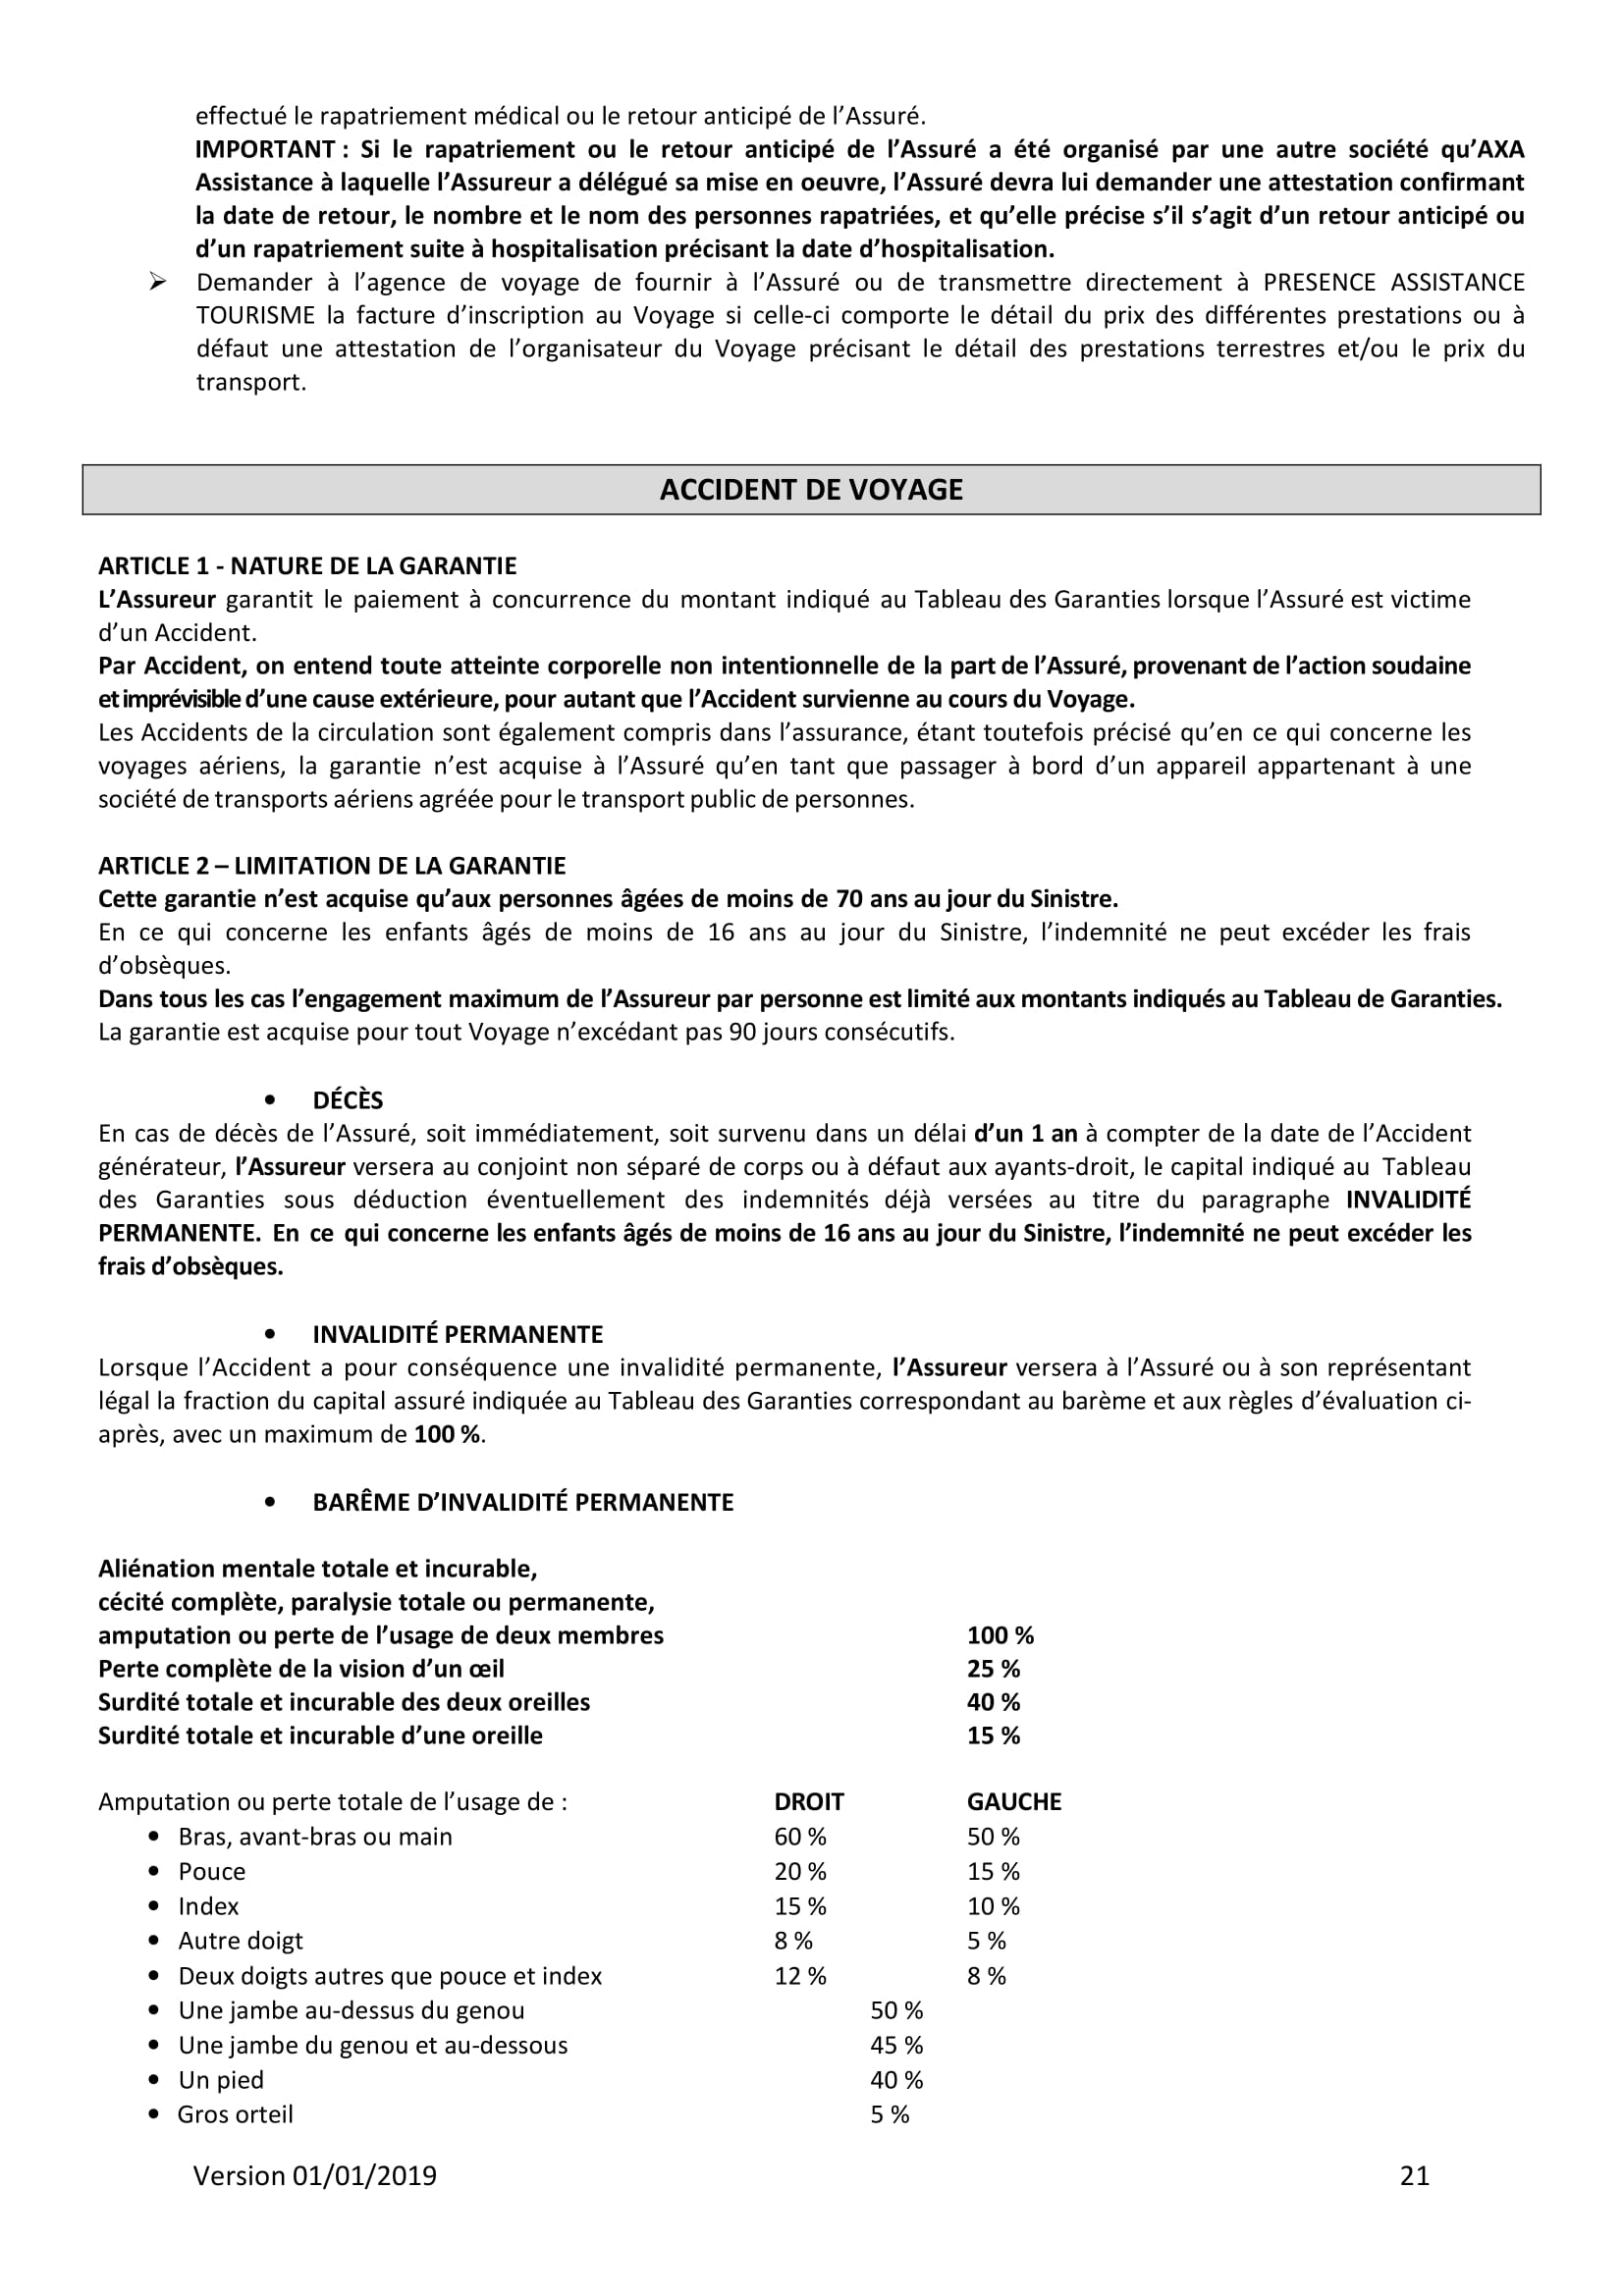 effectué le rapatriement médical ou le retour anticipé de l’Assuré.
IMPORTANT : Si le rapatriement ou le retour anticipé de l’Assuré a été organisé par une autre société qu’AXA
Assistance à laquelle l’Assureur a délégué sa mise en oeuvre, l’Assuré devra lui demander une attestation confirmant
la date de retour, le nombre et le nom des personnes rapatriées, et qu’elle précise s’il s’agit d’un retour anticipé ou
d’un rapatriement suite à hospitalisation précisant la date d’hospitalisation.
➢ Demander à l’agence de voyage de fournir à l’Assuré ou de transmettre directement à PRESENCE ASSISTANCE
TOURISME la facture d’inscription au Voyage si celle-ci comporte le détail du prix des différentes prestations ou à
défaut une attestation de l’organisateur du Voyage précisant le détail des prestations terrestres et/ou le prix du
transport.
ACCIDENT DE VOYAGE
ARTICLE 1 - NATURE DE LA GARANTIE
L’Assureur garantit le paiement à concurrence du montant indiqué au Tableau des Garanties lorsque l’Assuré est victime
d’un Accident.
Par Accident, on entend toute atteinte corporelle non intentionnelle de la part de l’Assuré, provenant de l’action soudaine
et imprévisible d’une cause extérieure, pour autant que l’Accident survienne au cours du Voyage.
Les Accidents de la circulation sont également compris dans l’assurance, étant toutefois précisé qu’en ce qui concerne les
voyages aériens, la garantie n’est acquise à l’Assuré qu’en tant que passager à bord d’un appareil appartenant à une
société de transports aériens agréée pour le transport public de personnes.
ARTICLE 2 – LIMITATION DE LA GARANTIE
Cette garantie n’est acquise qu’aux personnes âgées de moins de 70 ans au jour du Sinistre.
En ce qui concerne les enfants âgés de moins de 16 ans au jour du Sinistre, l’indemnité ne peut excéder les frais
d’obsèques.
Dans tous les cas l’engagement maximum de l’Assureur par personne est limité aux montants indiqués au Tableau de Garanties.
La garantie est acquise pour tout Voyage n’excédant pas 90 jours consécutifs.
• DÉCÈS
En cas de décès de l’Assuré, soit immédiatement, soit survenu dans un délai d’un 1 an à compter de la date de l’Accident
générateur, l’Assureur versera au conjoint non séparé de corps ou à défaut aux ayants-droit, le capital indiqué au Tableau
des Garanties sous déduction éventuellement des indemnités déjà versées au titre du paragraphe INVALIDITÉ
PERMANENTE. En ce qui concerne les enfants âgés de moins de 16 ans au jour du Sinistre, l’indemnité ne peut excéder les
frais d’obsèques.
• INVALIDITÉ PERMANENTE
Lorsque l’Accident a pour conséquence une invalidité permanente, l’Assureur versera à l’Assuré ou à son représentant
légal la fraction du capital assuré indiquée au Tableau des Garanties correspondant au barème et aux règles d’évaluation ci-
après, avec un maximum de 100 %.
• BARÊME D’INVALIDITÉ PERMANENTE
Aliénation mentale totale et incurable,
cécité complète, paralysie totale ou permanente,
amputation ou perte de l’usage de deux membres 100 %
Perte complète de la vision d’un œil 25 %
Surdité totale et incurable des deux oreilles 40 %
Surdité totale et incurable d’une oreille 15 %
Amputation ou perte totale de l’usage de : DROIT GAUCHE
• Bras, avant-bras ou main 60 % 50 %
• Pouce 20 % 15 %
• Index 15 % 10 %
• Autre doigt 8 % 5 %
• Deux doigts autres que pouce et index 12 % 8 %
• Une jambe au-dessus du genou 50 %
• Une jambe du genou et au-dessous 45 %
• Un pied 40 %
• Gros orteil 5 %
Version 01/01/2019 21